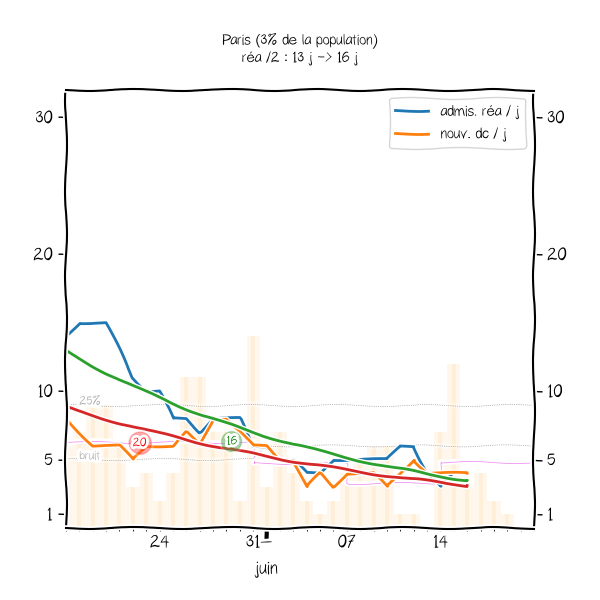 Paris (3% de la population)
réa /2 : 13 j -> 16 j
admis. réa / j
nouv. dc / j
30
30
20
20
10
10
25%
20
16
5
5
bruit
1
1
24
31
07
14
juin